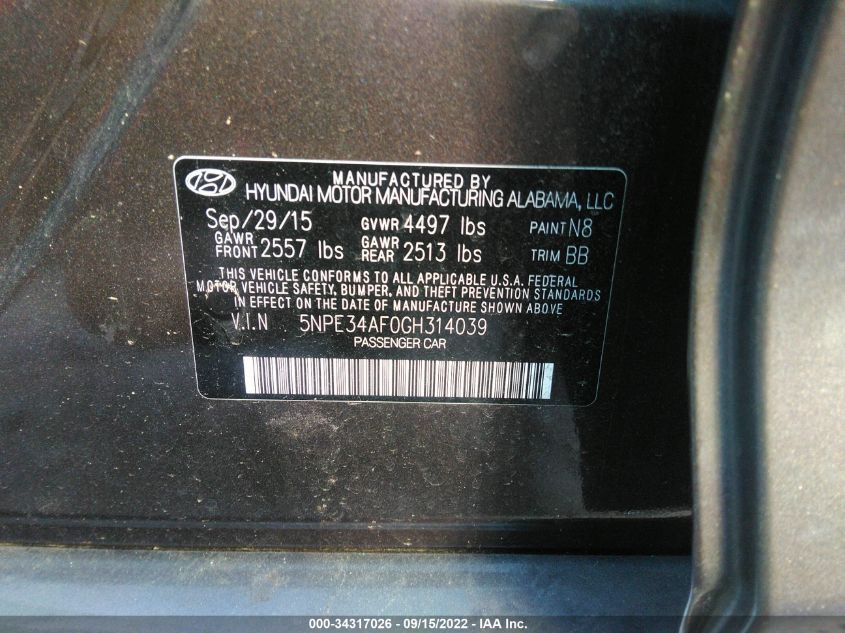 MANUFACTURED BY
HYUNDAI MOTOR MANUFACTURING ALABAMA, LLC
Sep/29/15 GVWR 4497 lbs PAINT N8
GAWR FRONT 2557 lbs GAWR REAR 2513 lbs TRIM BB
THIS VEHICLE CONFORMS TO ALL APPLICABLE U.S.A. FEDERAL
MOTOR VEHICLE SAFETY, BUMPER, AND THEFT PREVENTION STANDARDS
IN EFFECT ON THE DATE OF MANUFACTURE SHOWN ABOVE
V.I.N 5NPE34AF0GH314039
PASSENGER CAR
000-34317026 - 09/15/2022 - IAA Inc.